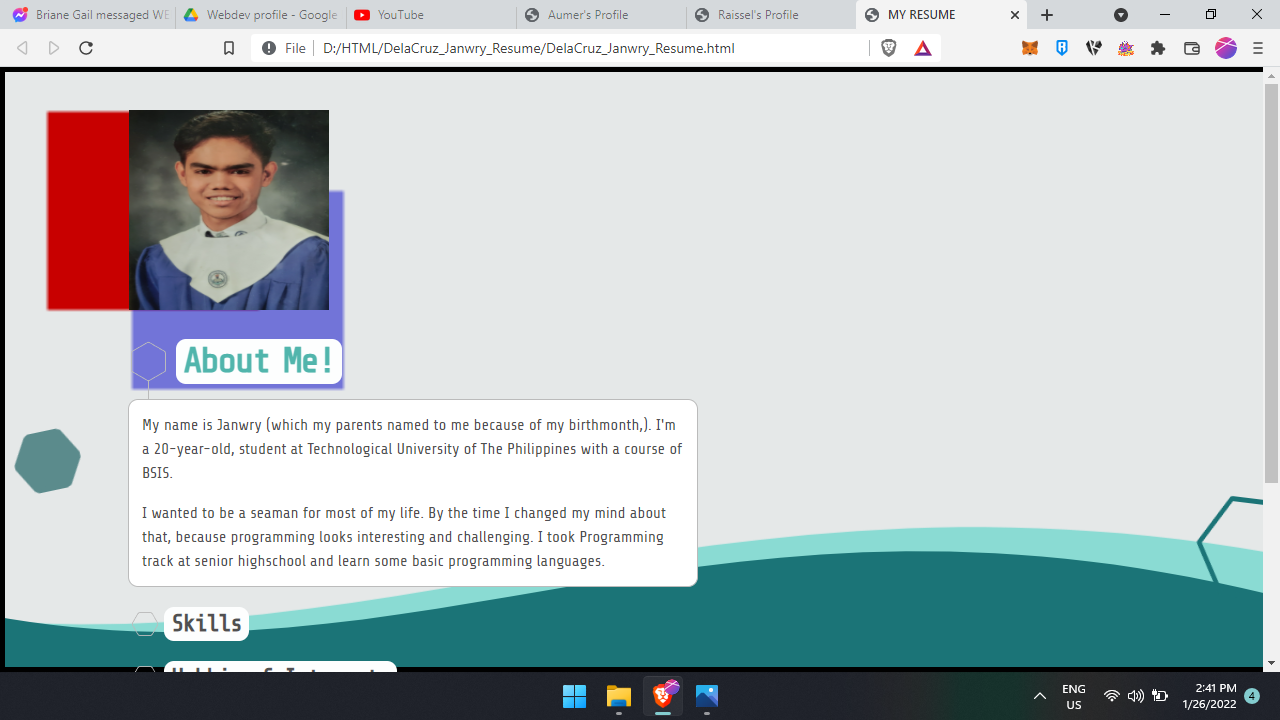 Briane Gail messaged WE
Webdev profile - Google
YouTube
Aumer's Profile
Raissel's Profile
MY RESUME
File
D:/HTML/DelaCruz_Janwry_Resume/DelaCruz_Janwry_Resume.html
About Me!
My name is Janwry (which my parents named to me because of my birthmonth,). I'm
a 20-year-old, student at Technological University of The Philippines with a course of
BSIS.
I wanted to be a seaman for most of my life. By the time I changed my mind about
that, because programming looks interesting and challenging. I took Programming
track at senior highschool and learn some basic programming languages.
Skills
ENG
US
2:41 PM
1/26/2022
4